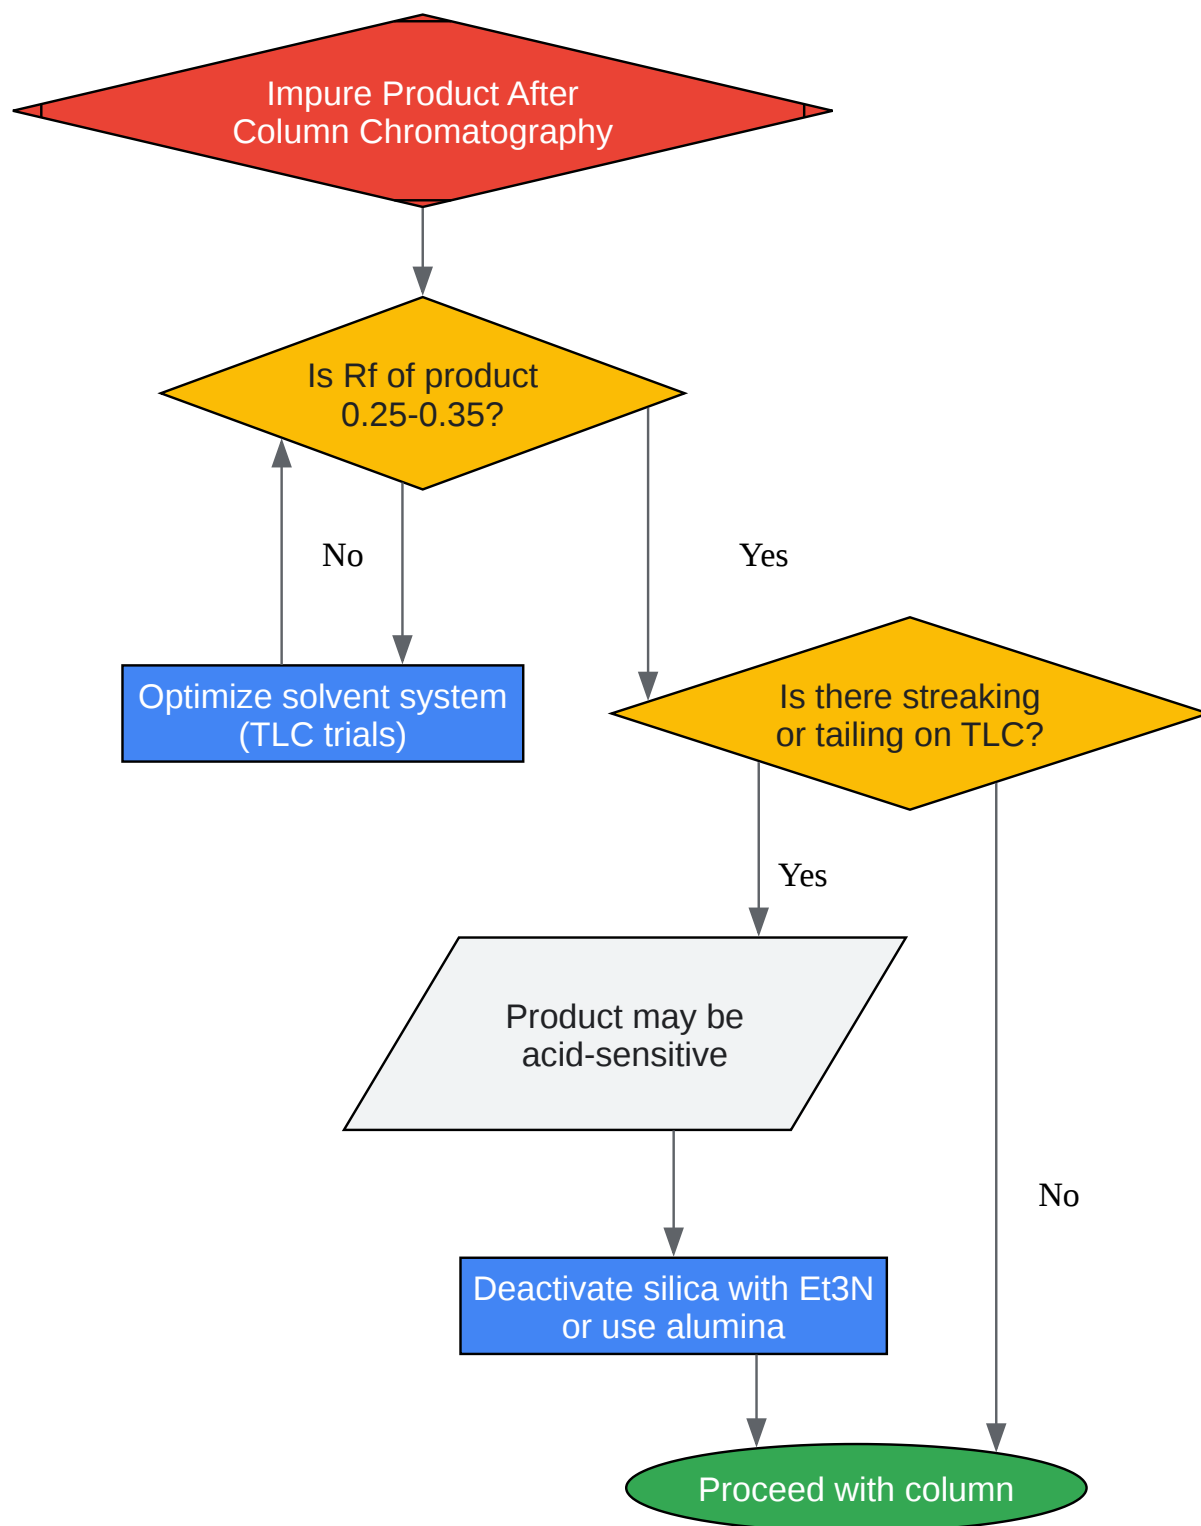 Impure Product After
Column Chromatography
Is Rf of product
0.25-0.35?
No
Yes
Optimize solvent system
(TLC trials)
Is there streaking
or tailing on TLC?
Yes
Product may be
acid-sensitive
No
Deactivate silica with Et3N
or use alumina
Proceed with column